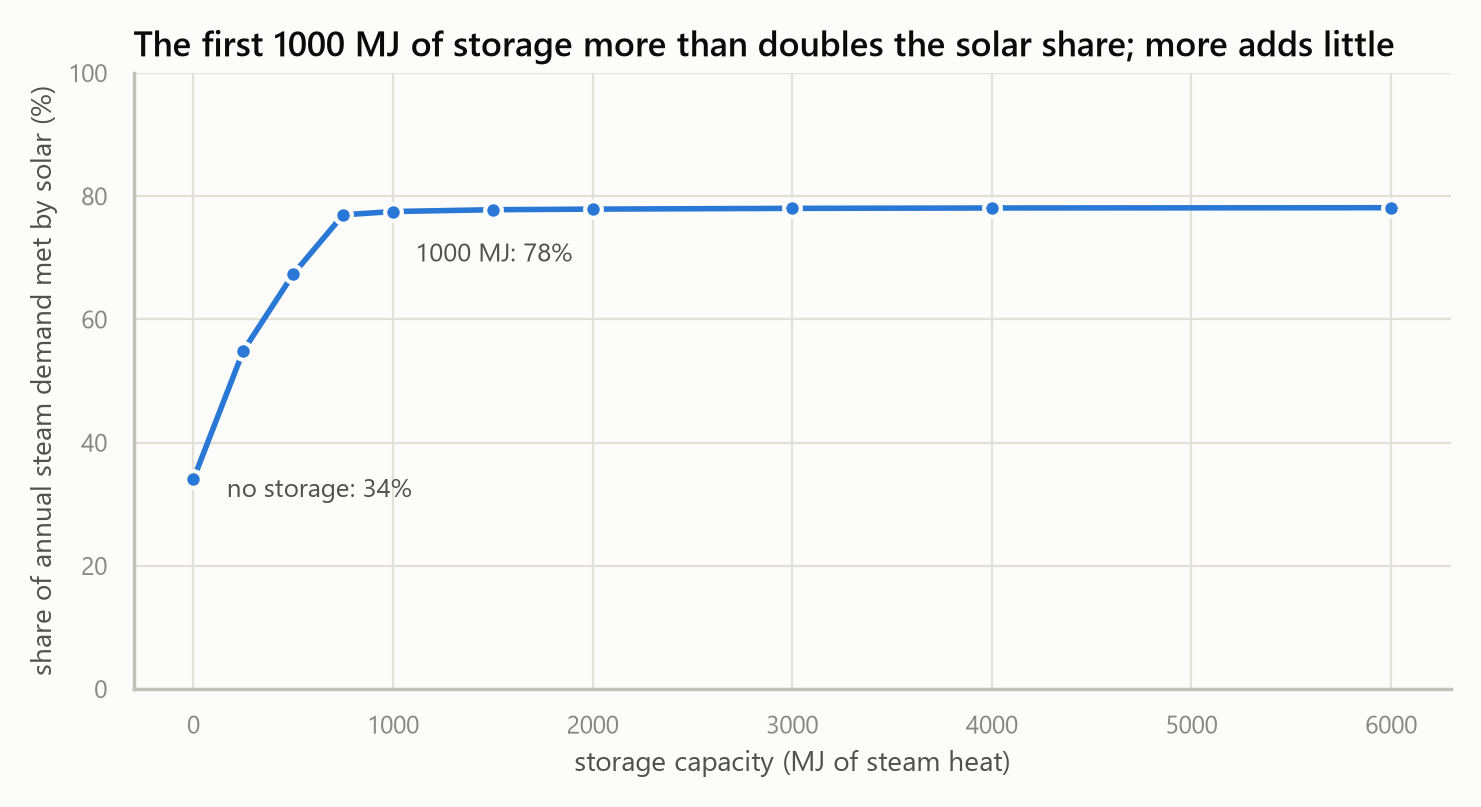 The first 1000 MJ of storage more than doubles the solar share; more adds little
share of annual steam demand met by solar (%)
100
80
60
40
20
0
1000 MJ: 78%
no storage: 34%
0 1000 2000 3000 4000 5000 6000
storage capacity (MJ of steam heat)